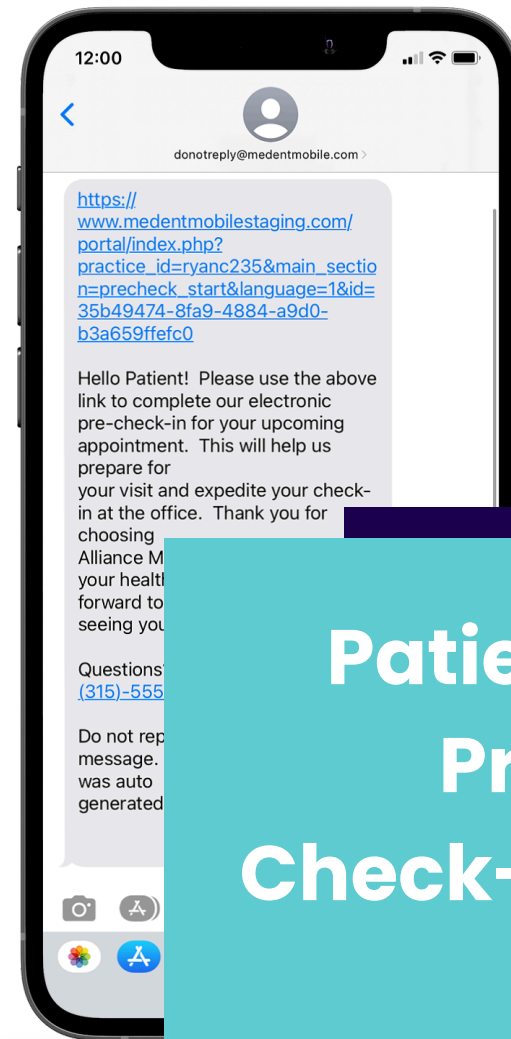 12:00
donotreply@medentmobile.com
https://
www.medentmobilestaging.com/
portal/index.php?
practice_id=ryanc235&main_sectio
n=precheck_start&language=1&id=
35b49474-8fa9-4884-a9d0-
b3a659ffefc0
Hello Patient!  Please use the above
link to complete our electronic
pre-check-in for your upcoming
appointment.  This will help us
prepare for
your visit and expedite your check-
in at the office.  Thank you for
choosing
Alliance M
your healt
forward to
seeing you
Questions?
(315)-555
Do not rep
message.
was auto
generated
Patie
Pr
Check-